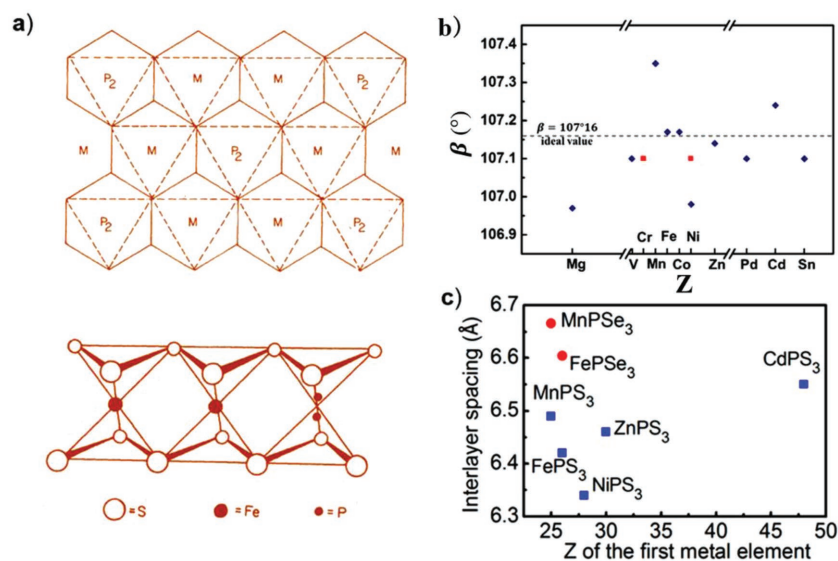 a)
P2 M M P2
M M P2 M M
P2 M M P2
=S =Fe =P
b)
β (°)
107.4
107.3
107.2
107.1
107.0
106.9
β = 107°16
ideal value
Cr Fe Ni
Mg V Mn Co Zn Pd Cd Sn
Z
c)
Interlayer spacing (Å)
6.7
6.6
6.5
6.4
6.3
MnPSe3
FePSe3
CdPS3
MnPS3
ZnPS3
FePS3
NiPS3
25 30 35 40 45 50
Z of the first metal element